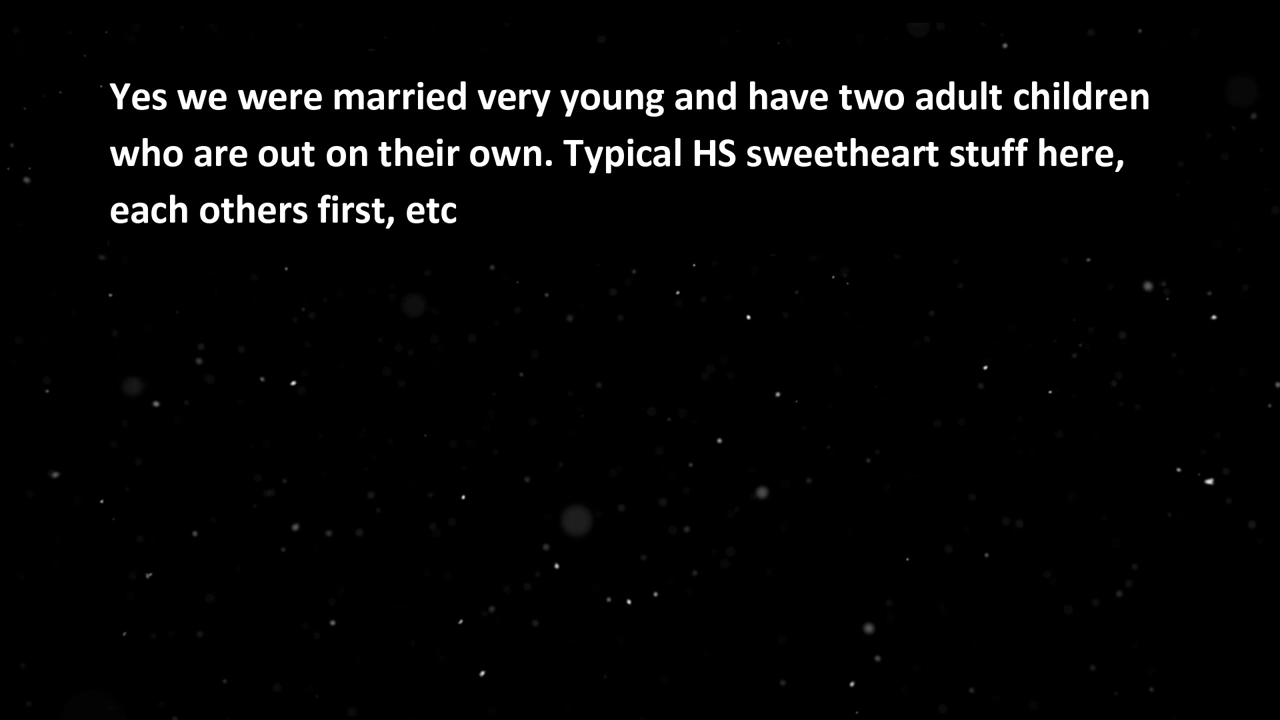 Yes we were married very young and have two adult children
who are out on their own. Typical HS sweetheart stuff here,
each others first, etc